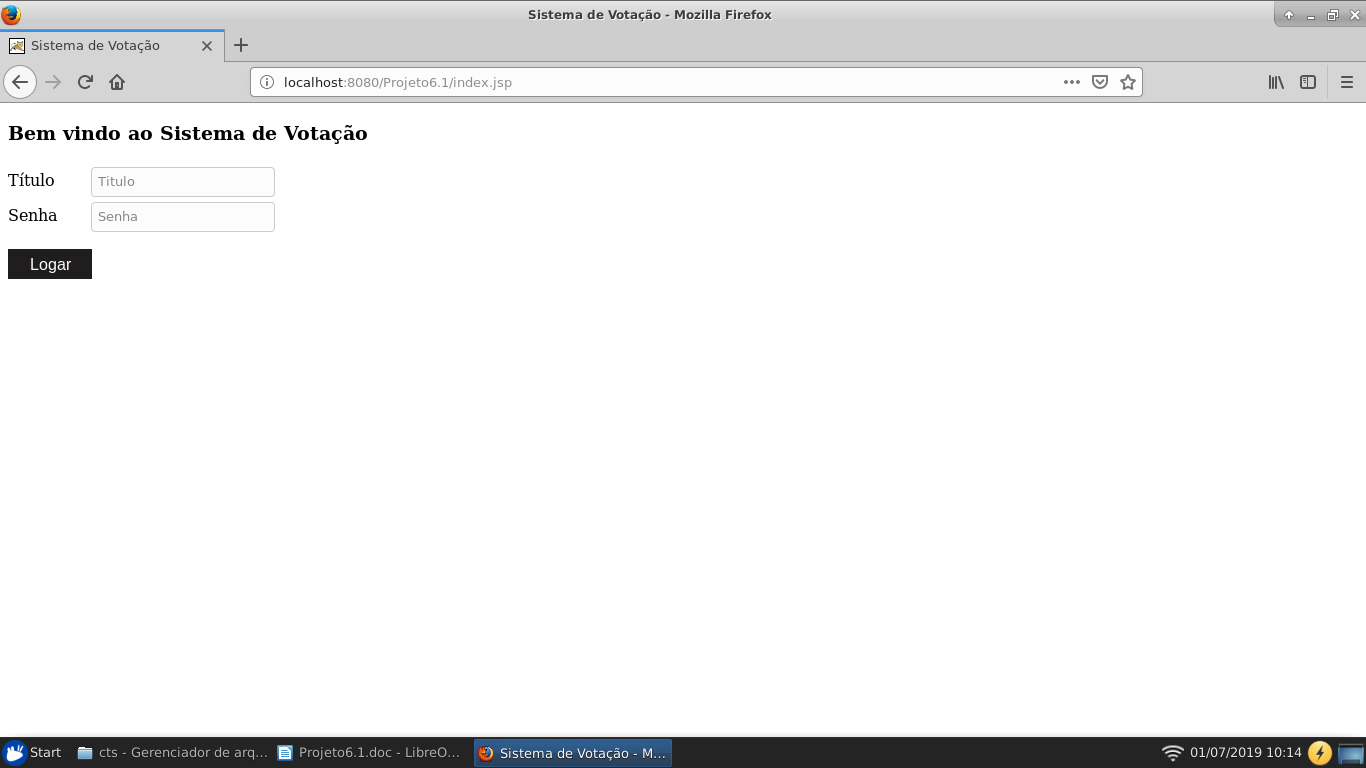 Sistema de Votação - Mozilla Firefox
Sistema de Votação
localhost:8080/Projeto6.1/index.jsp
Bem vindo ao Sistema de Votação
Título Titulo
Senha Senha
Logar
Start cts - Gerenciador de arq... Projeto6.1.doc - LibreO... Sistema de Votação - M... 01/07/2019 10:14